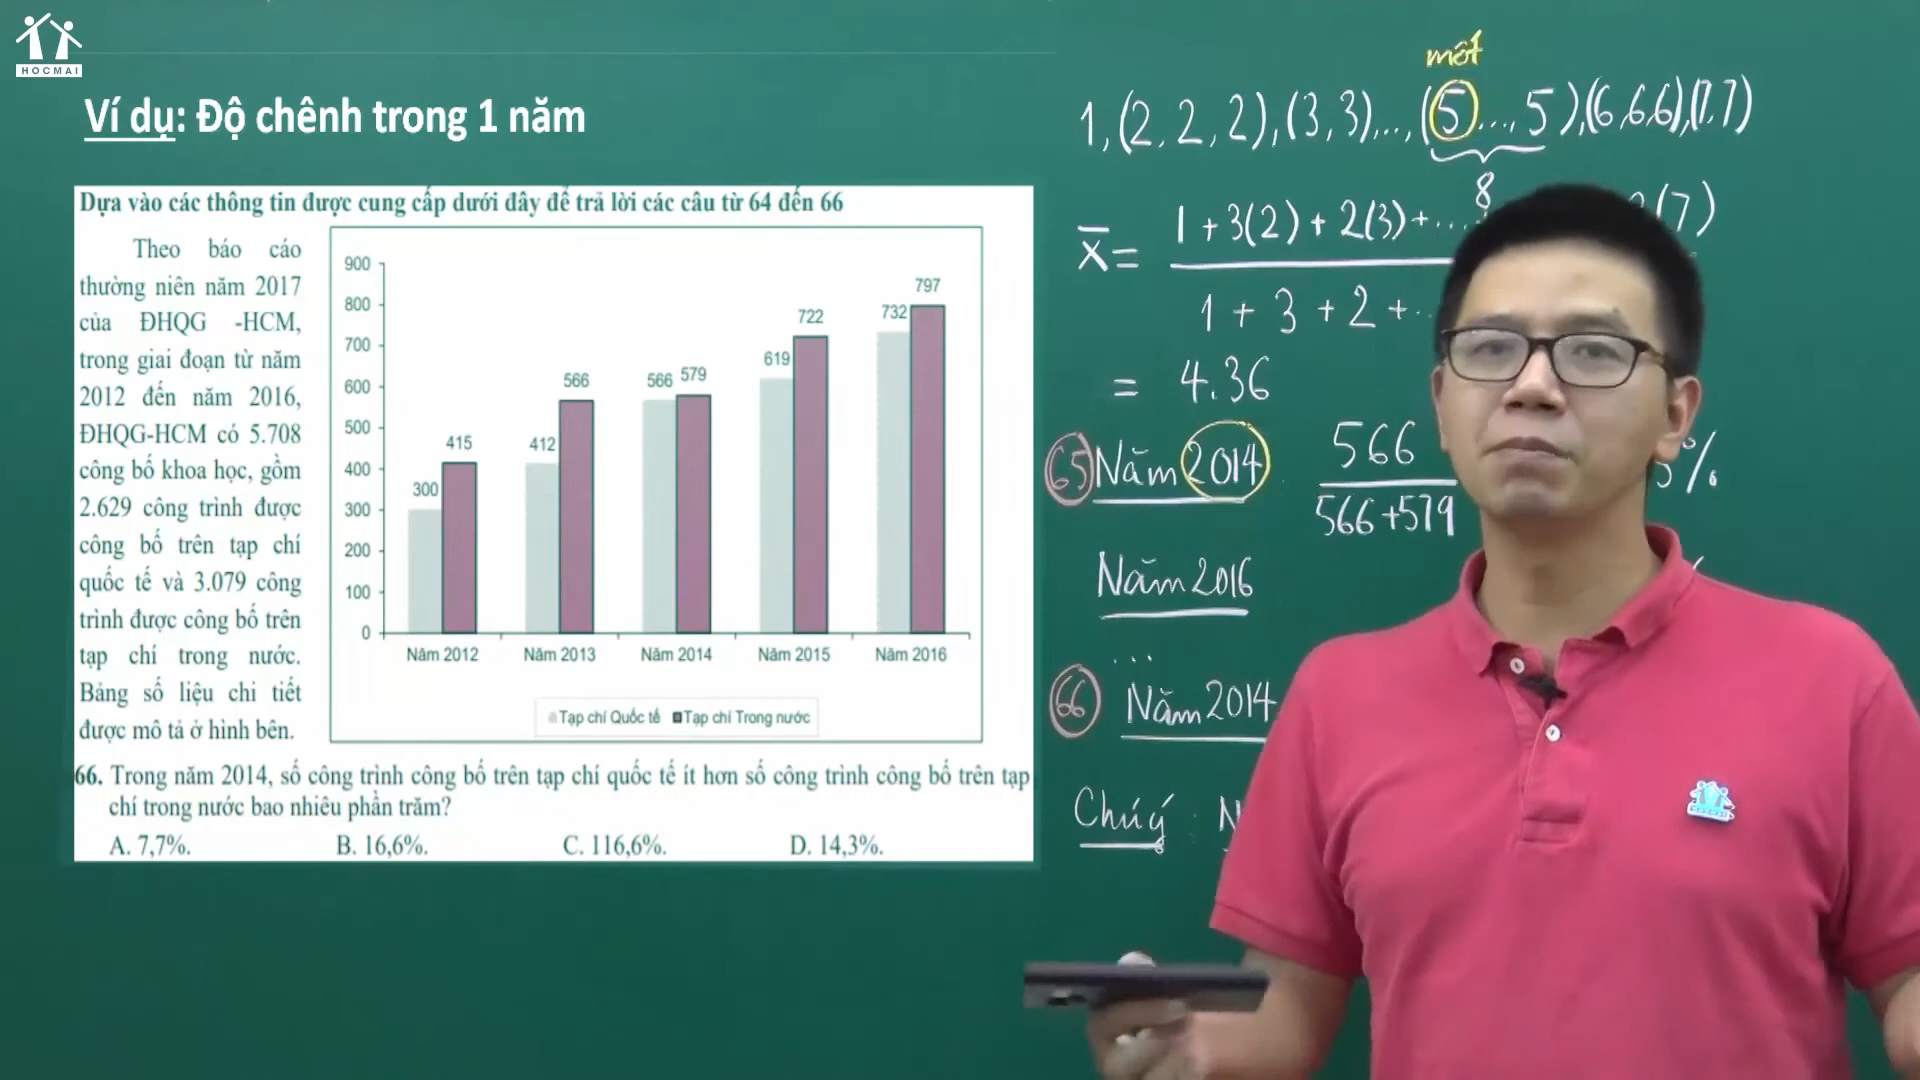 HOCMAI
Ví dụ: Độ chênh trong 1 năm
Dựa vào các thông tin được cung cấp dưới đây để trả lời các câu từ 64 đến 66
Theo báo cáo
thường niên năm 2017
của ĐHQG -HCM,
trong giai đoạn từ năm
2012 đến năm 2016,
ĐHQG-HCM có 5.708
công bố khoa học, gồm
2.629 công trình được
công bố trên tạp chí
quốc tế và 3.079 công
trình được công bố trên
tạp chí trong nước.
Bảng số liệu chi tiết
được mô tả ở hình bên.
900
800
700
600
500
400
300
200
100
0
300
415
412
566
566
579
619
722
732
797
Năm 2012
Năm 2013
Năm 2014
Năm 2015
Năm 2016
Tạp chí Quốc tế
Tạp chí Trong nước
66. Trong năm 2014, số công trình công bố trên tạp chí quốc tế ít hơn số công trình công bố trên tạp
chí trong nước bao nhiêu phần trăm?
A. 7,7%.
B. 16,6%.
C. 116,6%.
D. 14,3%.
mốt
1, (2, 2, 2), (3, 3), ..., (5 ..., 5), (6,6,6), (7,7)
8
x̄ = 1 + 3(2) + 2(3) + ... (7)
1 + 3 + 2 + ..
= 4.36
65 Năm 2014
566
566+579
%
Năm 2016
...
66 Năm 2014
Chú ý :